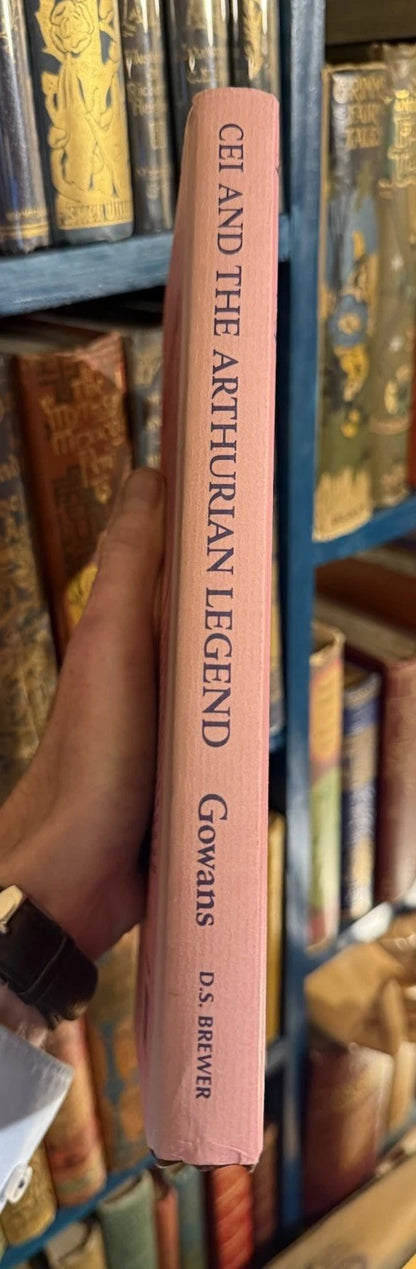 CEI AND THE ARTHURIAN LEGEND Gowans D.S. BREWER